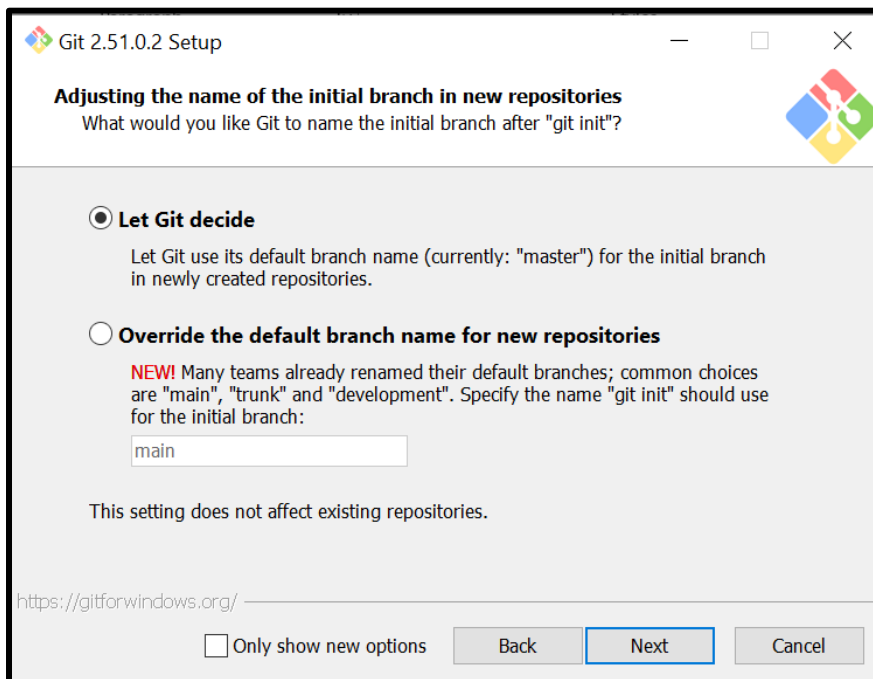 Git 2.51.0.2 Setup
Adjusting the name of the initial branch in new repositories
What would you like Git to name the initial branch after "git init"?
Let Git decide
Let Git use its default branch name (currently: "master") for the initial branch
in newly created repositories.
Override the default branch name for new repositories
NEW! Many teams already renamed their default branches; common choices
are "main", "trunk" and "development". Specify the name "git init" should use
for the initial branch:
main
This setting does not affect existing repositories.
https://gitforwindows.org/
Only show new options
Back
Next
Cancel